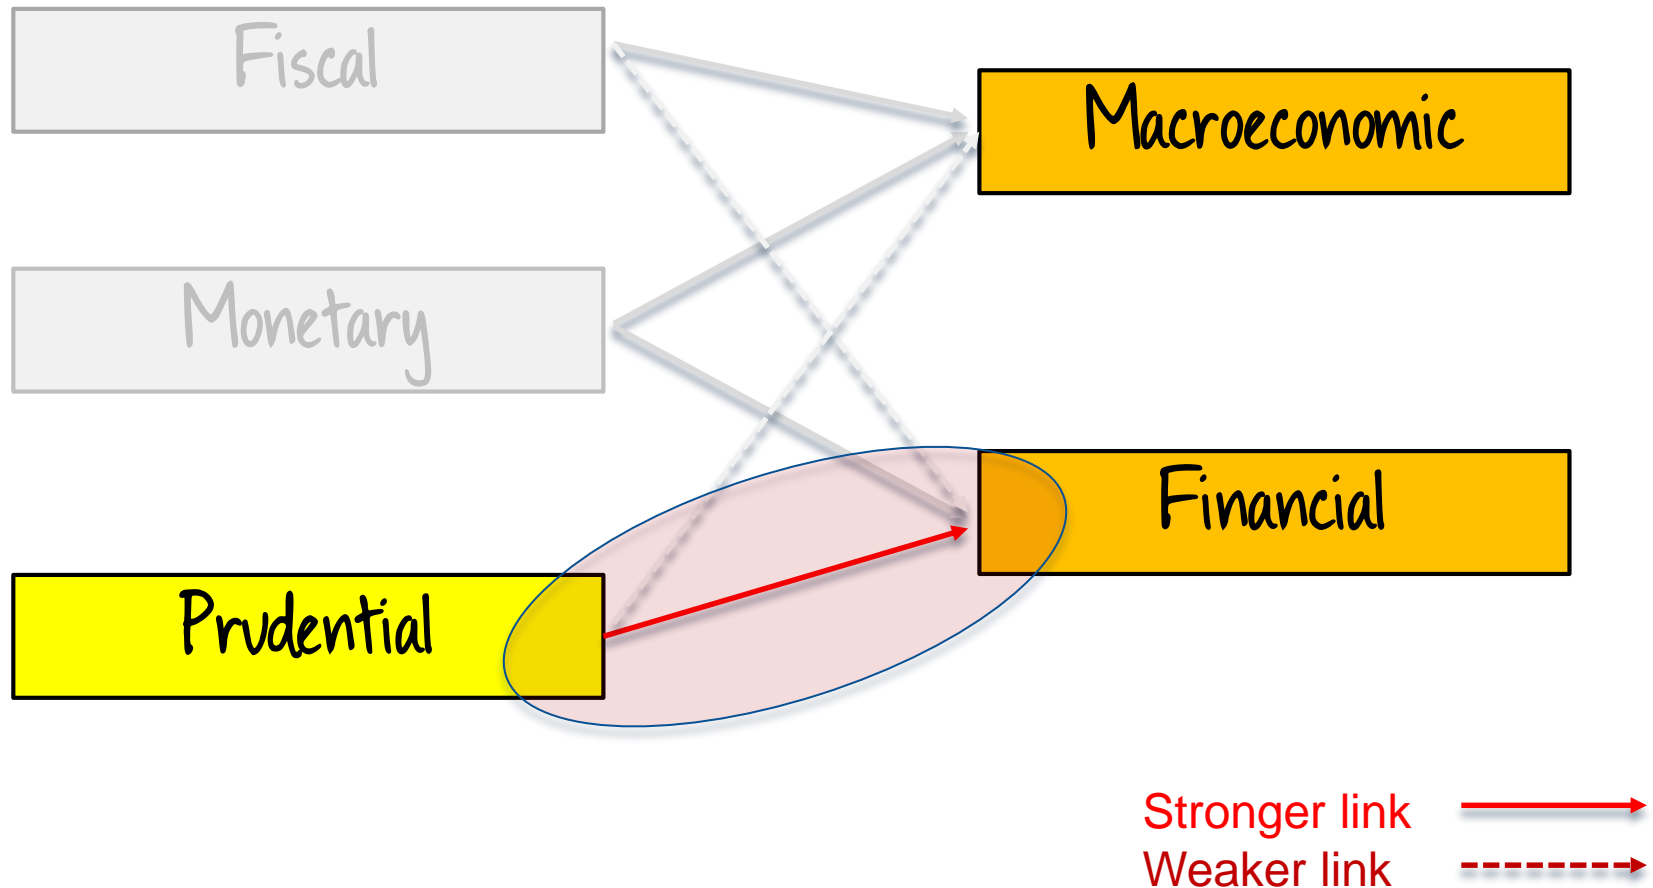 Fiscal
Macroeconomic
Monetary
Financial
Prudential
Stronger link
Weaker link